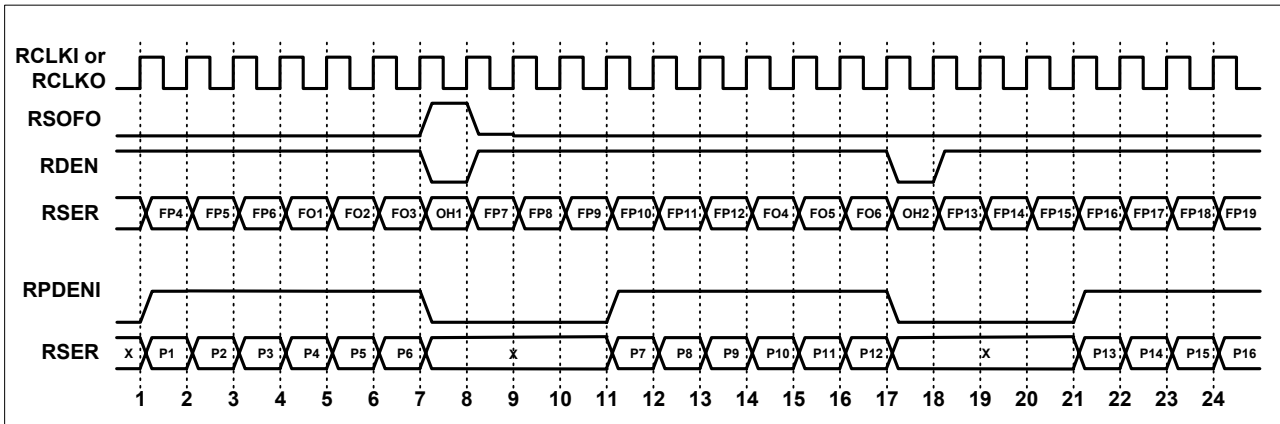 RCLKI or
RCLKO
RSOFO
RDEN
RSER FP4 FP5 FP6 FO1 FO2 FO3 OH1 FP7 FP8 FP9 FP10 FP11 FP12 FO4 FO5 FO6 OH2 FP13 FP14 FP15 FP16 FP17 FP18 FP19
RPDENI
RSER X P1 P2 P3 P4 P5 P6 X P7 P8 P9 P10 P11 P12 X P13 P14 P15 P16
1 2 3 4 5 6 7 8 9 10 11 12 13 14 15 16 17 18 19 20 21 22 23 24